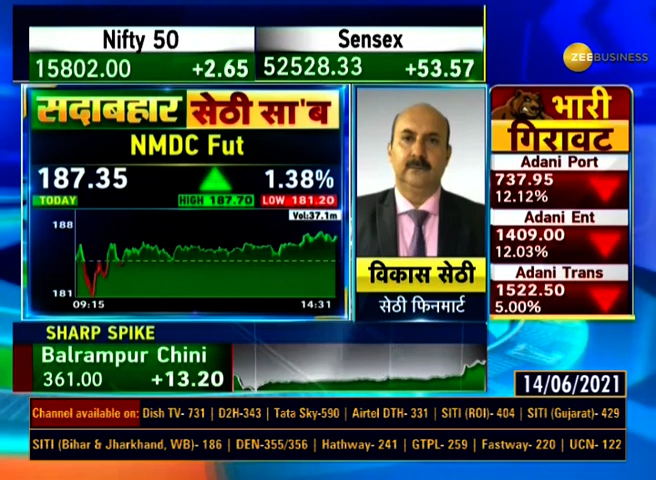 Nifty 50
15802.00 +2.65
Sensex
52528.33 +53.57
ZEE BUSINESS
सदाबहार सेठी सा'ब
NMDC Fut
187.35 1.38%
TODAY HIGH 187.70 LOW 181.20
Vol:37.1m
188
181
09:15 14:31
विकास सेठी
सेठी फिनमार्ट
भारी
गिरावट
Adani Port
737.95
12.12%
Adani Ent
1409.00
12.03%
Adani Trans
1522.50
5.00%
SHARP SPIKE
Balrampur Chini
361.00 +13.20
14/06/2021
Channel available on: Dish TV- 731 | D2H-343 | Tata Sky-590 | Airtel DTH- 331 | SITI (ROI)- 404 | SITI (Gujarat)- 429
SITI (Bihar & Jharkhand, WB)- 186 | DEN-355/356 | Hathway- 241 | GTPL- 259 | Fastway- 220 | UCN- 122